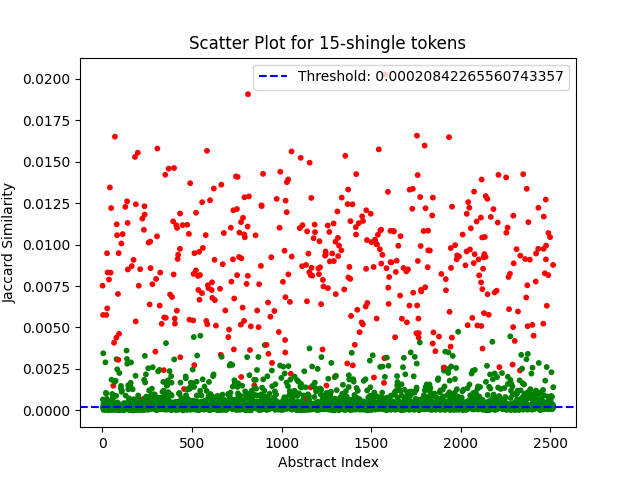 Scatter Plot for 15-shingle tokens
Threshold: 0.00020842265560743357
Jaccard Similarity
0.0200
0.0175
0.0150
0.0125
0.0100
0.0075
0.0050
0.0025
0.0000
0 500 1000 1500 2000 2500
Abstract Index